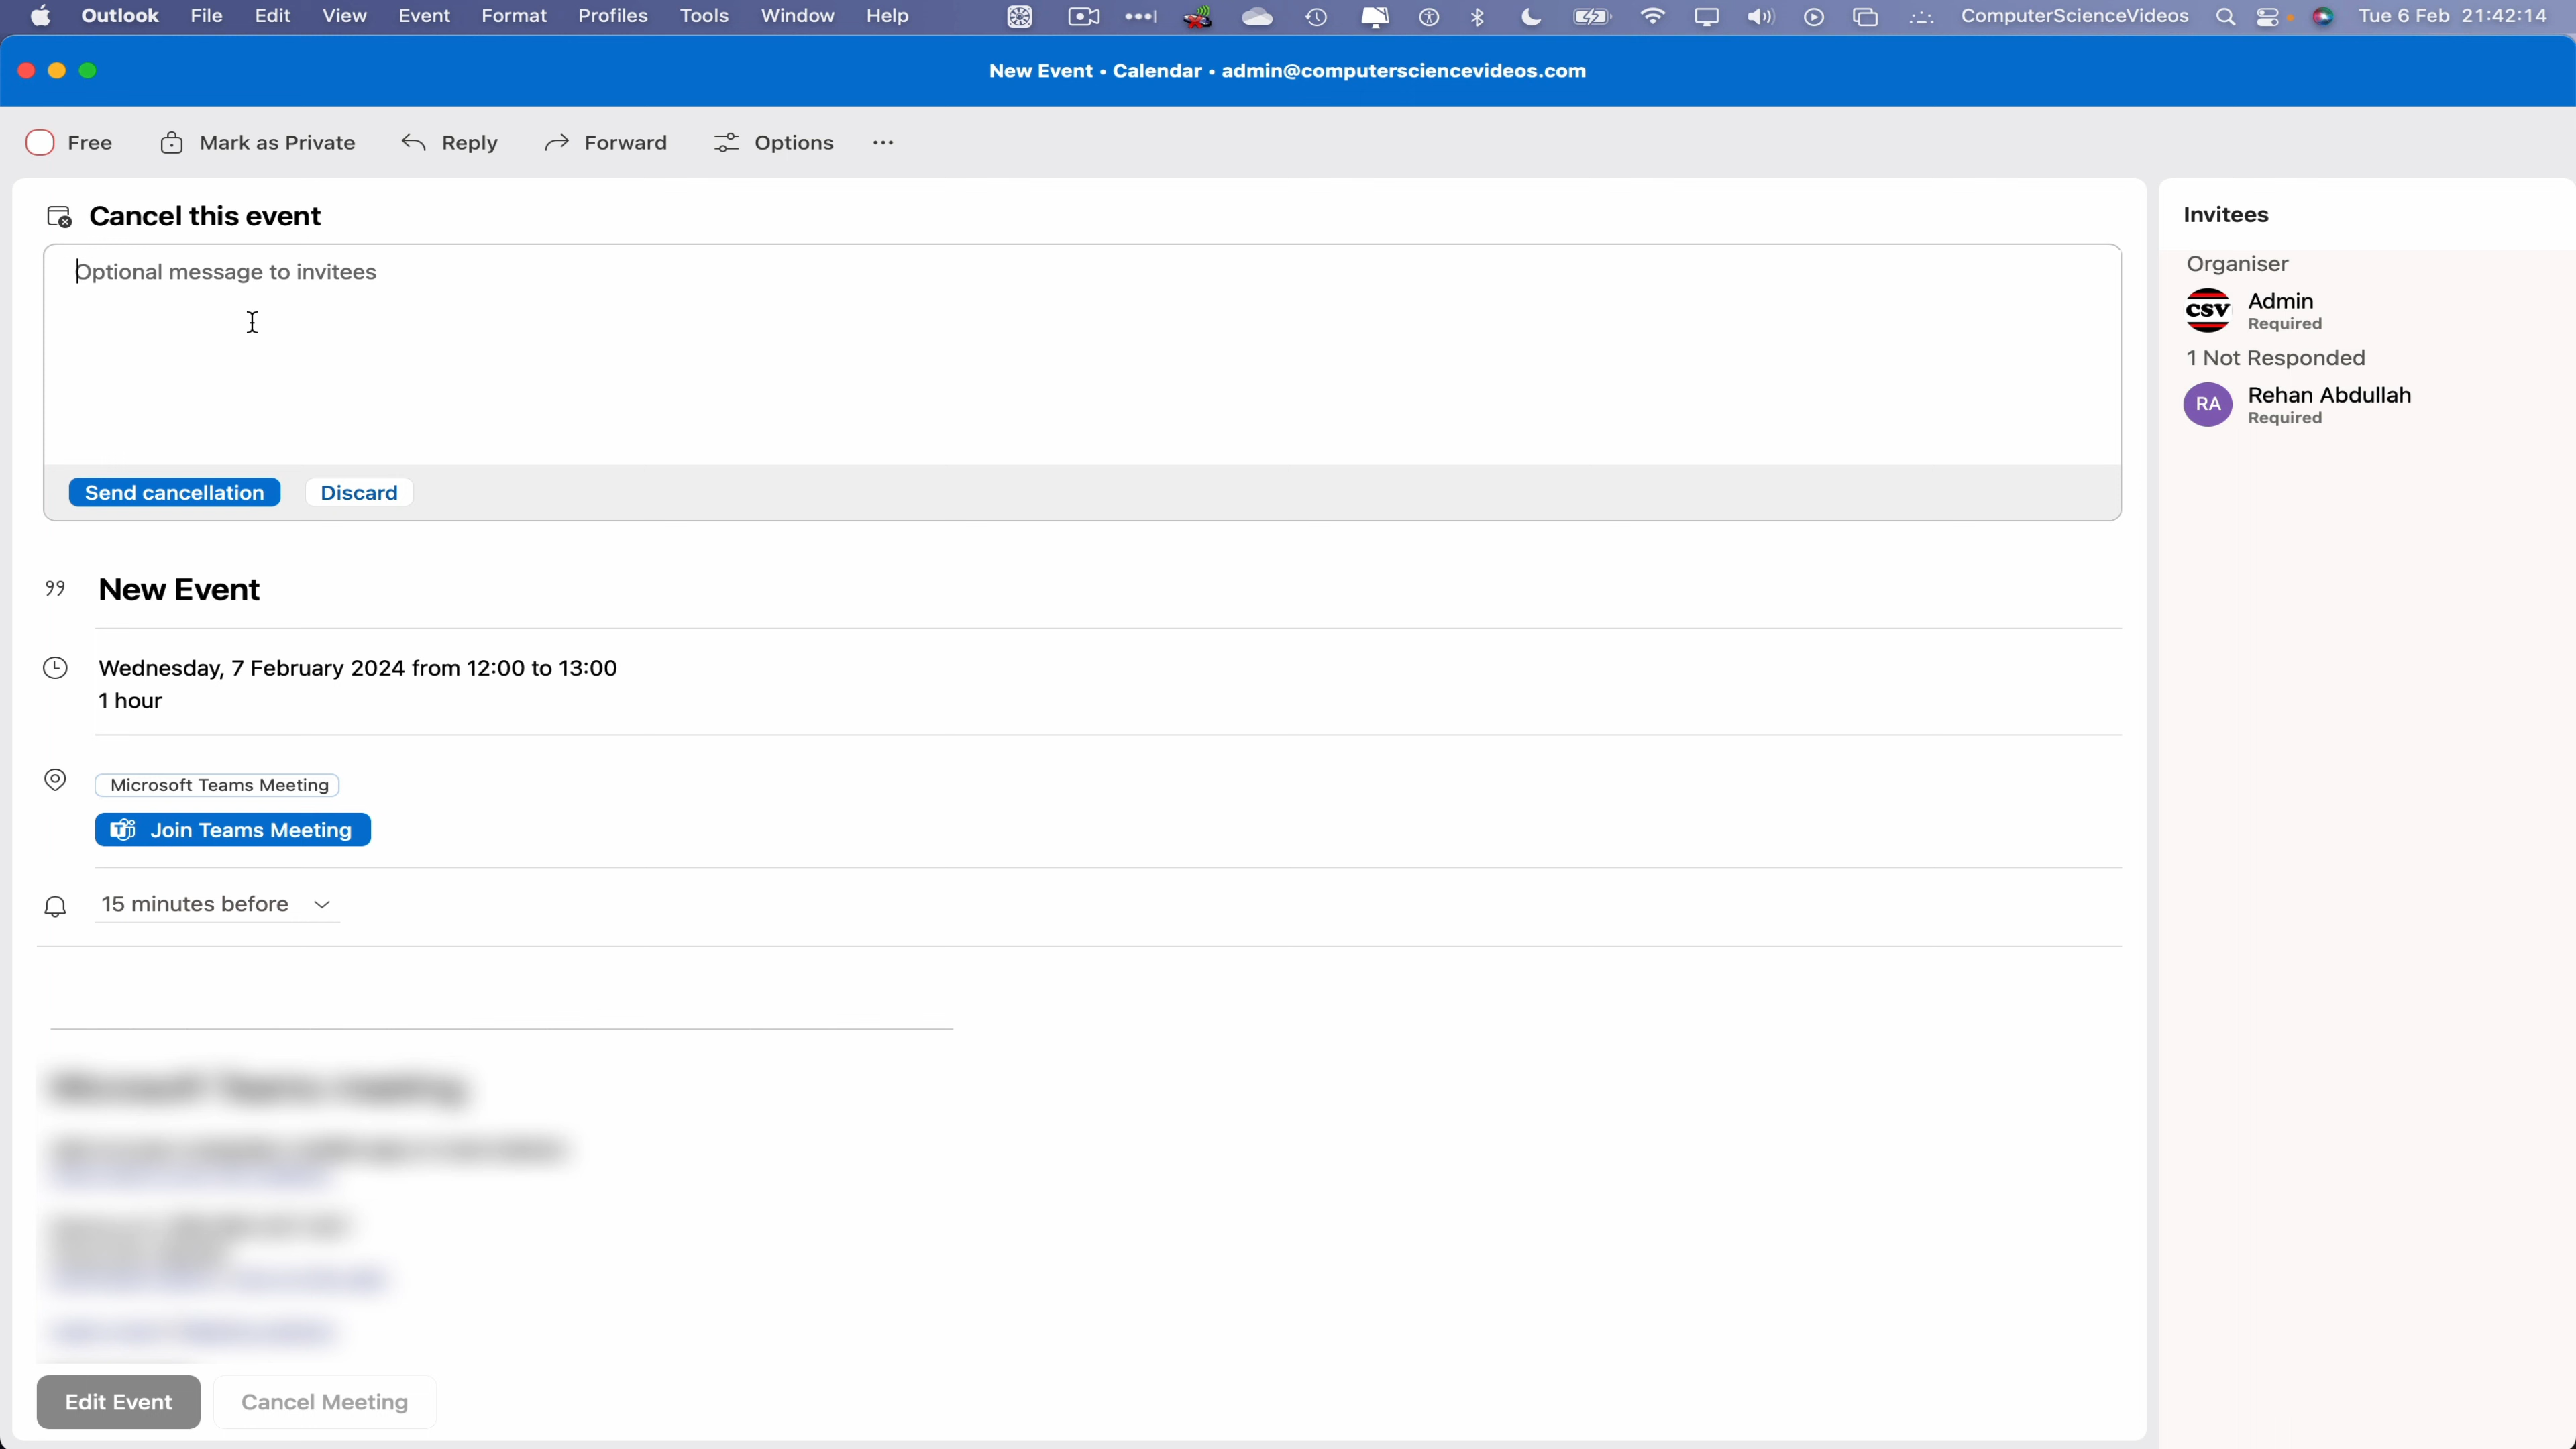 Outlook File Edit View Event Format Profiles Tools Window Help ComputerScienceVideos Tue 6 Feb 21:42:14
New Event • Calendar • admin@computersciencevideos.com
Free Mark as Private Reply Forward Options
Cancel this event
Optional message to invitees
Send cancellation Discard
New Event
Wednesday, 7 February 2024 from 12:00 to 13:00
1 hour
Microsoft Teams Meeting
Join Teams Meeting
15 minutes before
Edit Event Cancel Meeting
Invitees
Organiser
CSV
Admin
Required
1 Not Responded
RA
Rehan Abdullah
Required